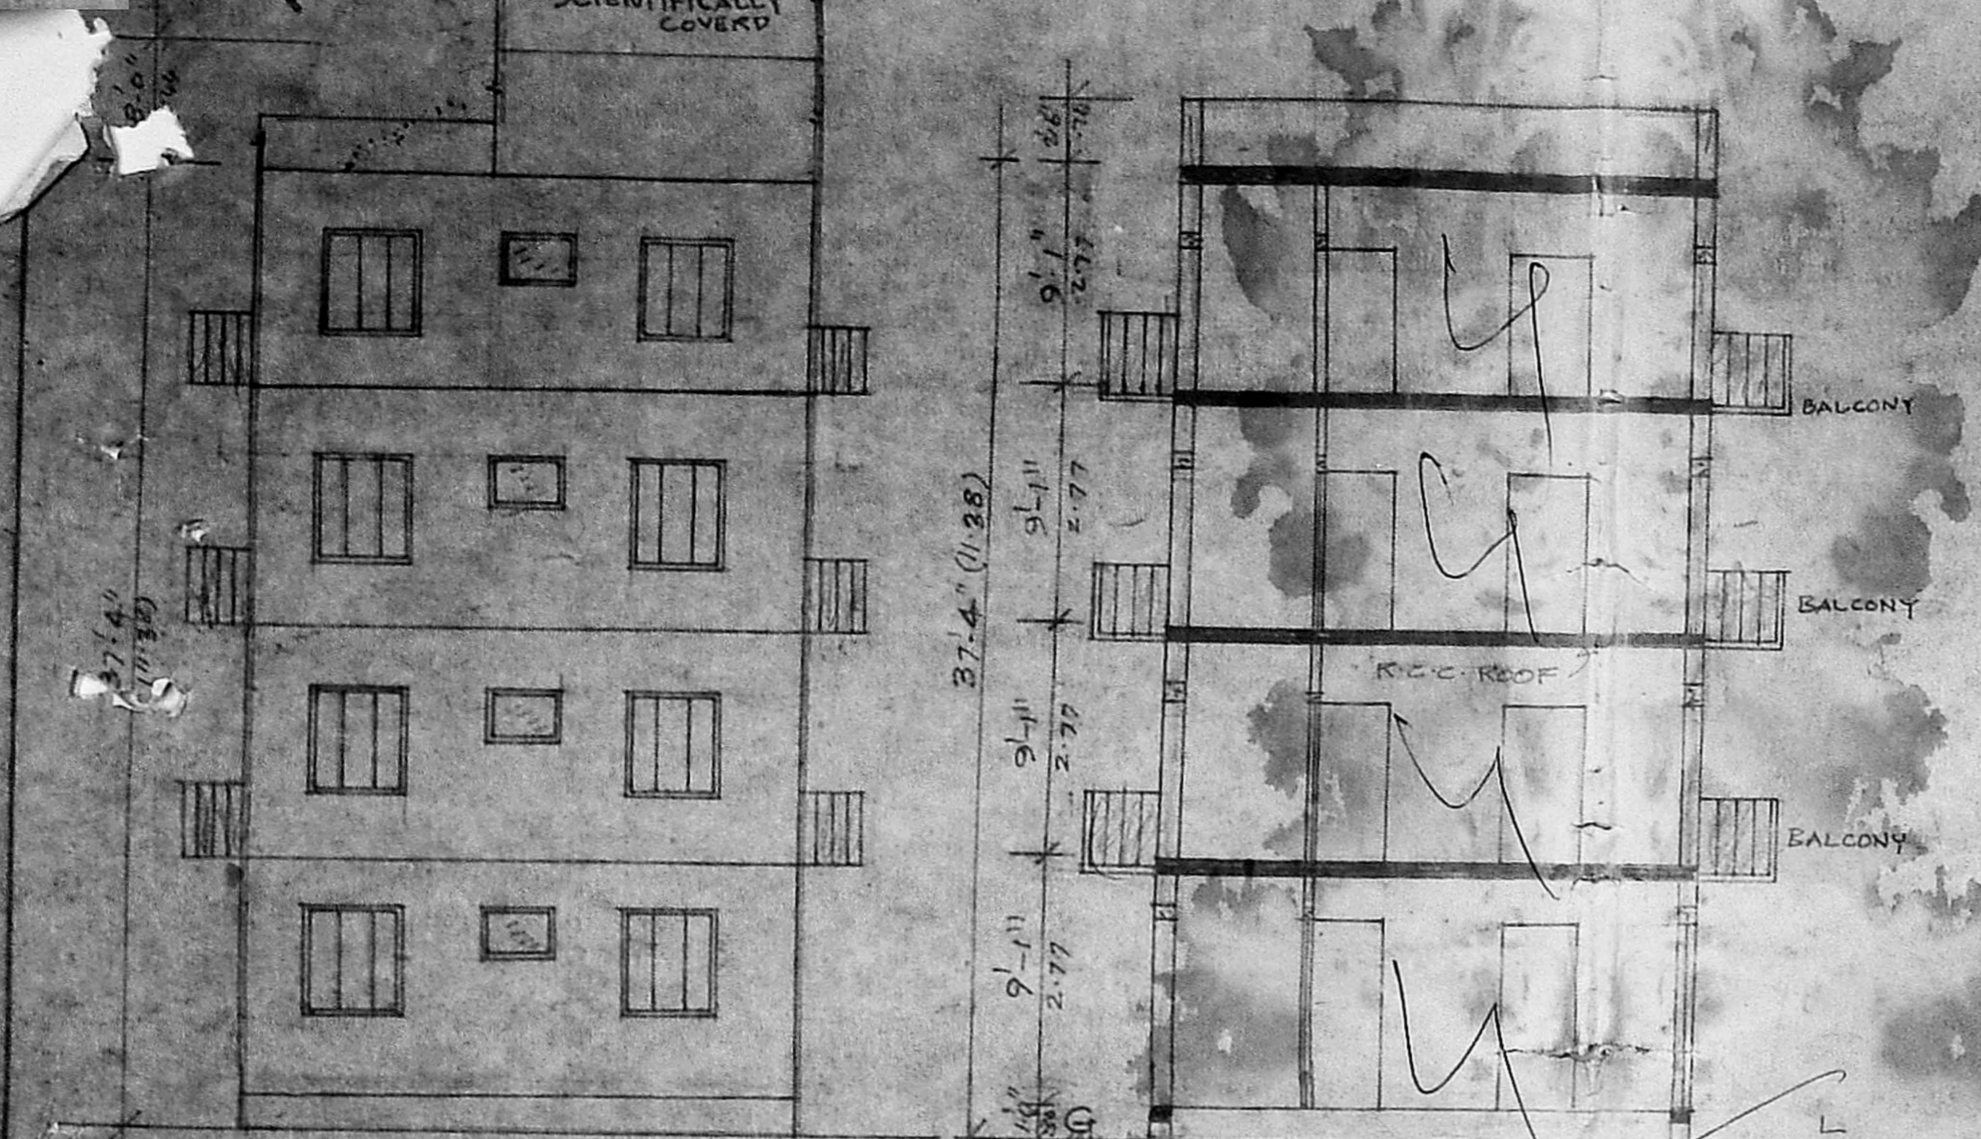 SCIENTIFICALLY
COVERD
8'-0"
37'-4"
(11·38)
37'-4" (11·38)
9'-1"
2·77
9'-1"
2·77
9'-1"
2·77
9'-1"
2·77
BALCONY
BALCONY
R.C.C. ROOF
BALCONY